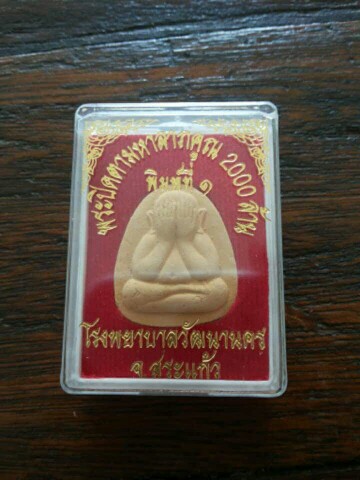 พระปิดตามหาลาภคูณ 2000 ล้าน
พิมพ์ที่ ๑
โรงพยาบาลวัฒนานคร
จ.สระแก้ว